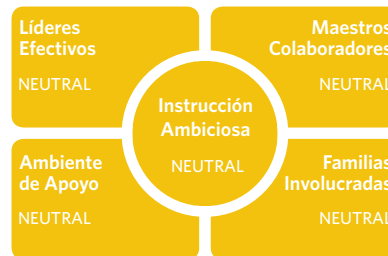 Líderes
Efectivos
NEUTRAL
Maestros
Colaboradores
NEUTRAL
Instrucción
Ambiciosa
NEUTRAL
Ambiente
de Apoyo
NEUTRAL
Familias
Involucradas
NEUTRAL